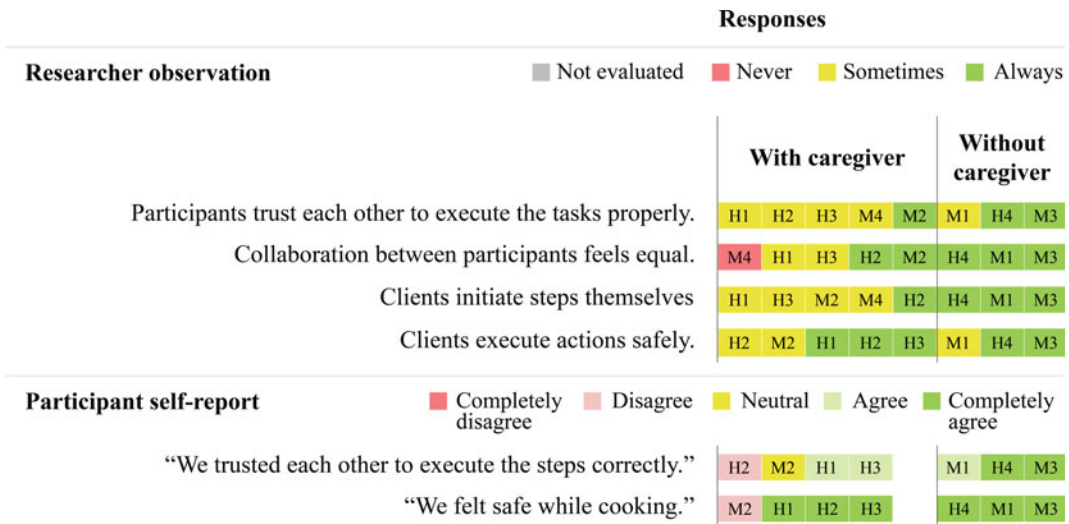 Responses
Researcher observation Not evaluated Never Sometimes Always
With caregiver Without caregiver
Participants trust each other to execute the tasks properly. H1 H2 H3 M4 M2 M1 H4 M3
Collaboration between participants feels equal. M4 H1 H3 H2 M2 H4 M1 M3
Clients initiate steps themselves H1 H3 M2 M4 H2 H4 M1 M3
Clients execute actions safely. H2 M2 H1 H2 H3 M1 H4 M3
Participant self-report Completely disagree Disagree Neutral Agree Completely agree
“We trusted each other to execute the steps correctly.” H2 M2 H1 H3 M1 H4 M3
“We felt safe while cooking.” M2 H1 H2 H3 H4 M1 M3